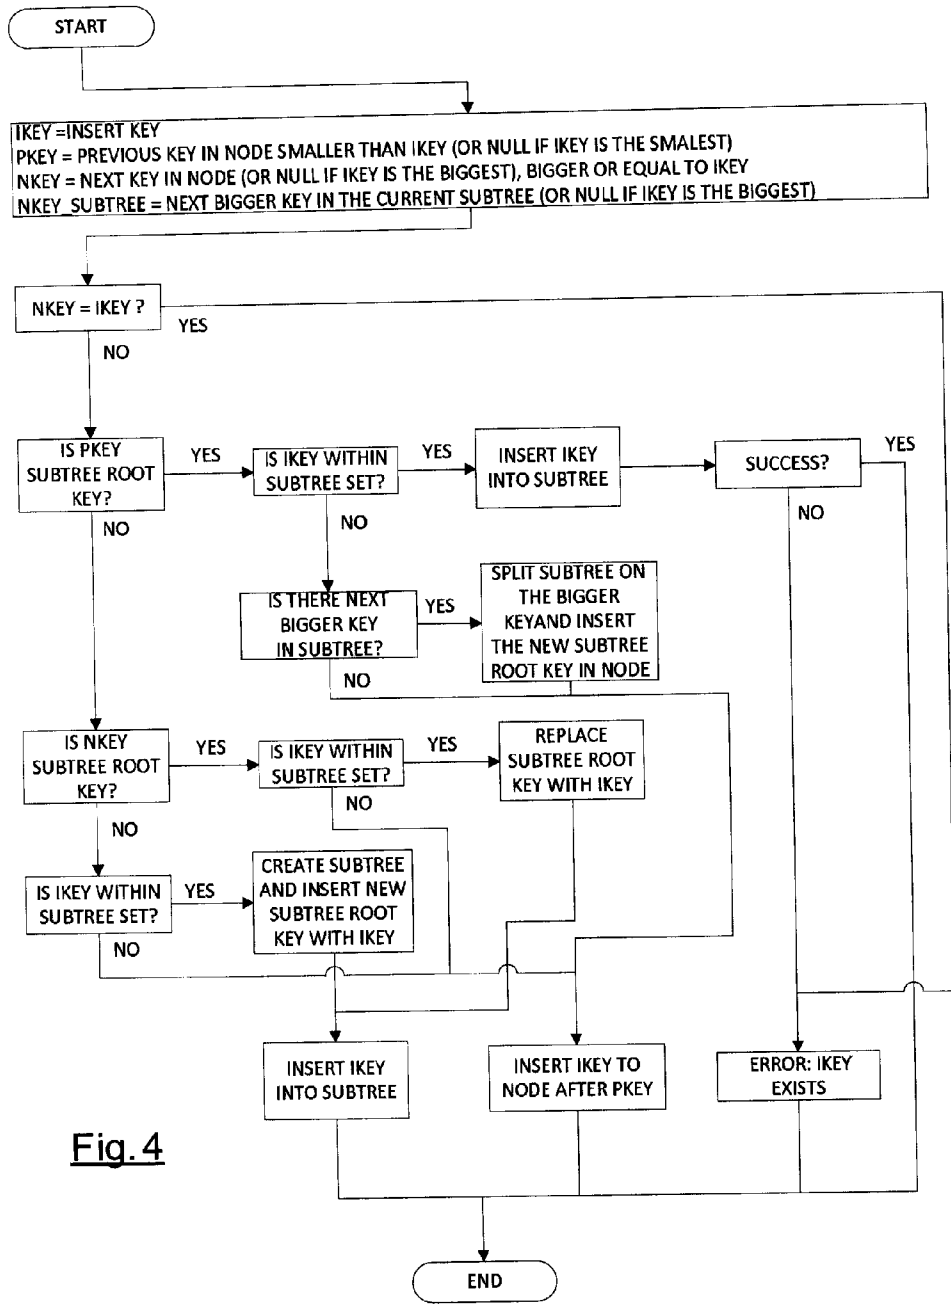 START
IKEY =INSERT KEY
PKEY = PREVIOUS KEY IN NODE SMALLER THAN IKEY (OR NULL IF IKEY IS THE SMALEST)
NKEY = NEXT KEY IN NODE (OR NULL IF IKEY IS THE BIGGEST), BIGGER OR EQUAL TO IKEY
NKEY_SUBTREE = NEXT BIGGER KEY IN THE CURRENT SUBTREE (OR NULL IF IKEY IS THE BIGGEST)
NKEY = IKEY ?
YES
NO
IS PKEY
SUBTREE ROOT
KEY?
YES
NO
IS IKEY WITHIN
SUBTREE SET?
YES
NO
INSERT IKEY
INTO SUBTREE
SUCCESS?
YES
NO
IS THERE NEXT
BIGGER KEY
IN SUBTREE?
YES
NO
SPLIT SUBTREE ON
THE BIGGER
KEYAND INSERT
THE NEW SUBTREE
ROOT KEY IN NODE
IS NKEY
SUBTREE ROOT
KEY?
YES
NO
IS IKEY WITHIN
SUBTREE SET?
YES
NO
REPLACE
SUBTREE ROOT
KEY WITH IKEY
IS IKEY WITHIN
SUBTREE SET?
YES
NO
CREATE SUBTREE
AND INSERT NEW
SUBTREE ROOT
KEY WITH IKEY
INSERT IKEY
INTO SUBTREE
INSERT IKEY TO
NODE AFTER PKEY
ERROR: IKEY
EXISTS
Fig. 4
END